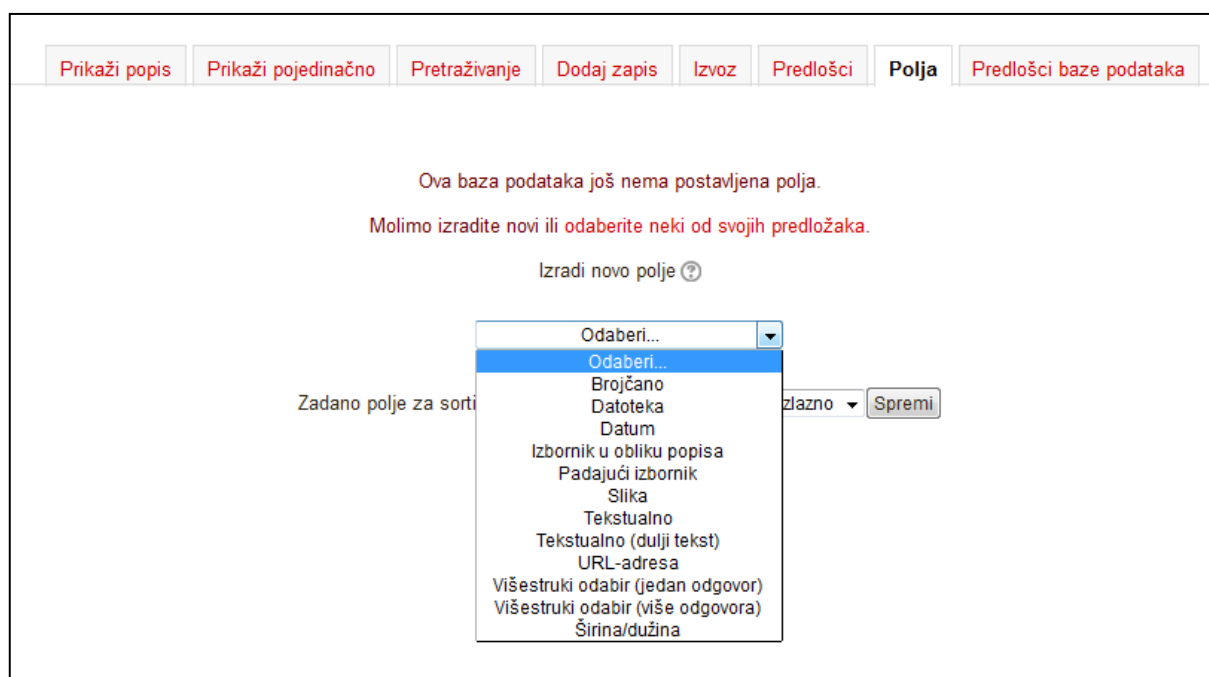 Prikaži popis Prikaži pojedinačno Pretraživanje Dodaj zapis Izvoz Predlošci Polja Predlošci baze podataka
Ova baza podataka još nema postavljena polja.
Molimo izradite novi ili odaberite neki od svojih predložaka.
Izradi novo polje ?
Odaberi...
Odaberi...
Brojčano
Datoteka
Datum
Izbornik u obliku popisa
Padajući izbornik
Slika
Tekstualno
Tekstualno (dulji tekst)
URL-adresa
Višestruki odabir (jedan odgovor)
Višestruki odabir (više odgovora)
Širina/dužina
Zadano polje za sorti zlazno Spremi